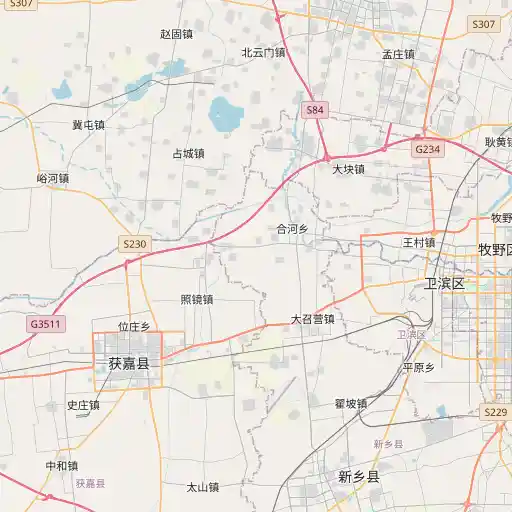 S307
赵固镇
S307
北云门镇
孟庄镇
S84
冀屯镇
G234
耿黄镇
占城镇
大块镇
峪河镇
牧野
合河乡
S230
王村镇
牧野区
卫滨区
照镜镇
G3511
位庄乡
大召营镇
卫滨区
获嘉县
平原乡
史庄镇
翟坡镇
S229
新乡县
中和镇
新乡县
获嘉县
太山镇